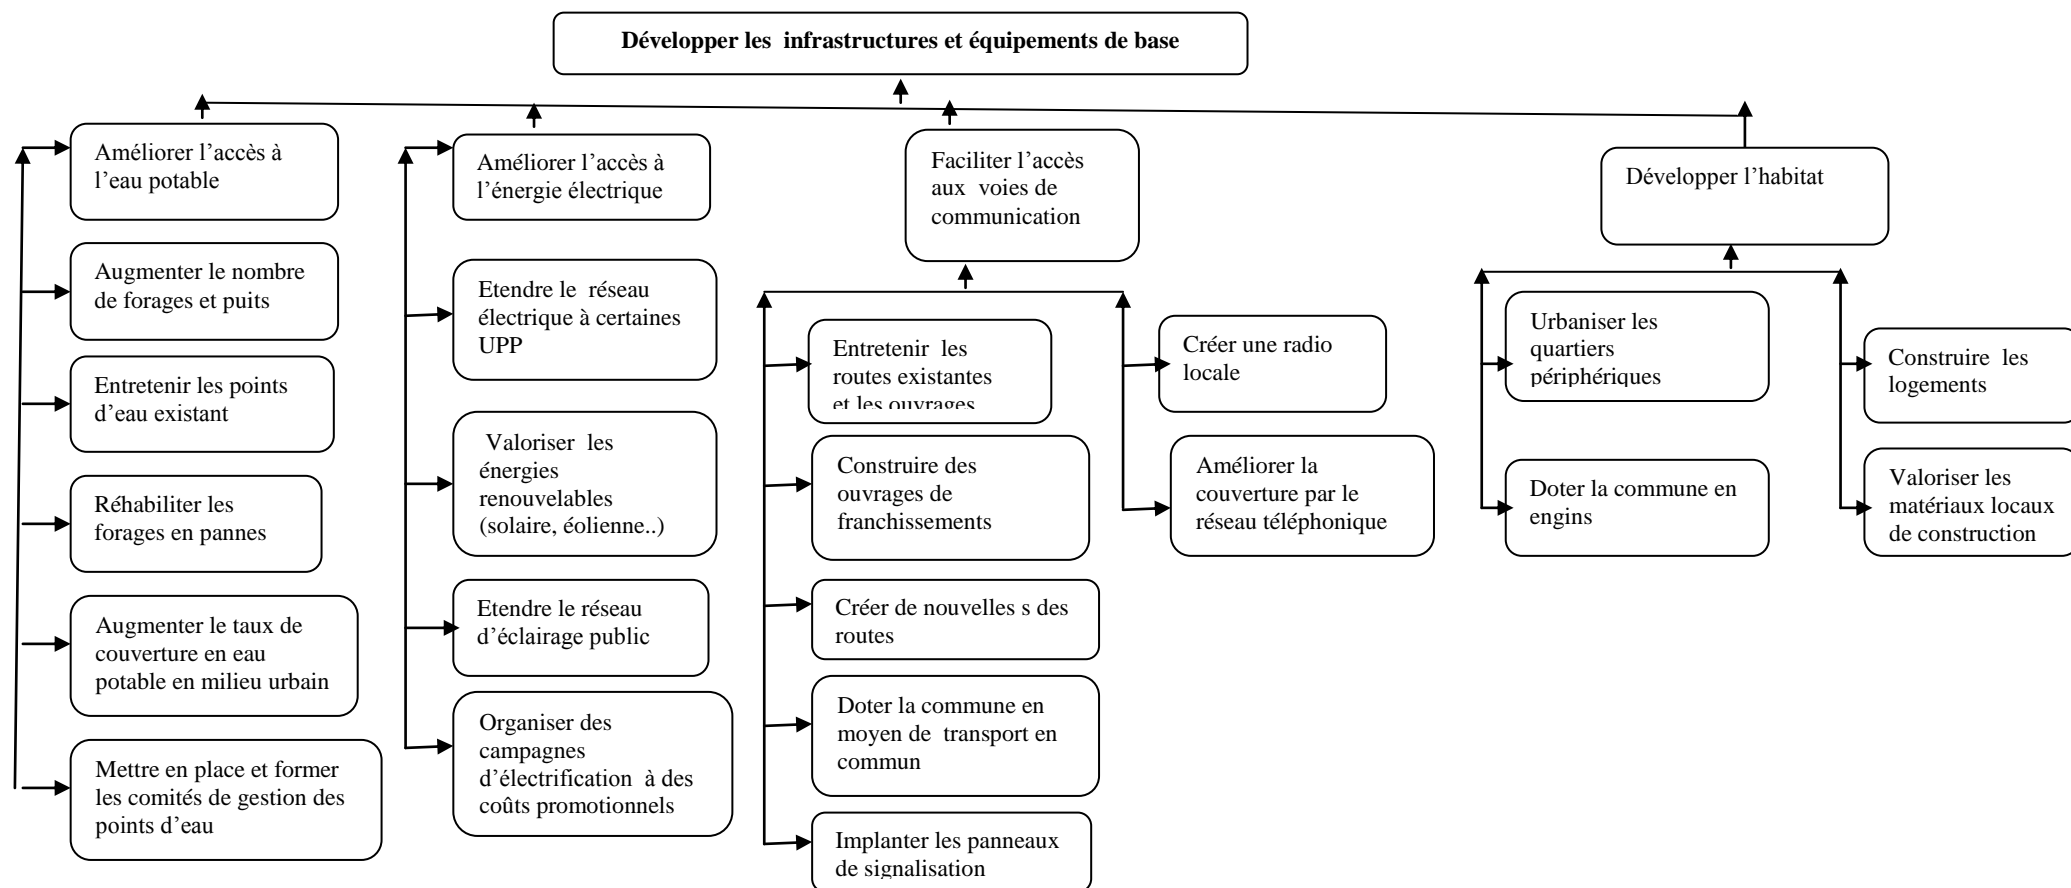 Développer les infrastructures et équipements de base
Améliorer l’accès à
l’eau potable
Augmenter le nombre
de forages et puits
Entretenir les points
d’eau existant
Réhabiliter les
forages en pannes
Augmenter le taux de
couverture en eau
potable en milieu urbain
Mettre en place et former
les comités de gestion des
points d’eau
Améliorer l’accès à
l’énergie électrique
Etendre le réseau
électrique à certaines
UPP
Valoriser les
énergies
renouvelables
(solaire, éolienne..)
Etendre le réseau
d’éclairage public
Organiser des
campagnes
d’électrification à des
coûts promotionnels
Faciliter l’accès
aux voies de
communication
Entretenir les
routes existantes
et les ouvrages
Construire des
ouvrages de
franchissements
Créer de nouvelles s des
routes
Doter la commune en
moyen de transport en
commun
Implanter les panneaux
de signalisation
Créer une radio
locale
Améliorer la
couverture par le
réseau téléphonique
Développer l’habitat
Urbaniser les
quartiers
périphériques
Doter la commune en
engins
Construire les
logements
Valoriser les
matériaux locaux
de construction